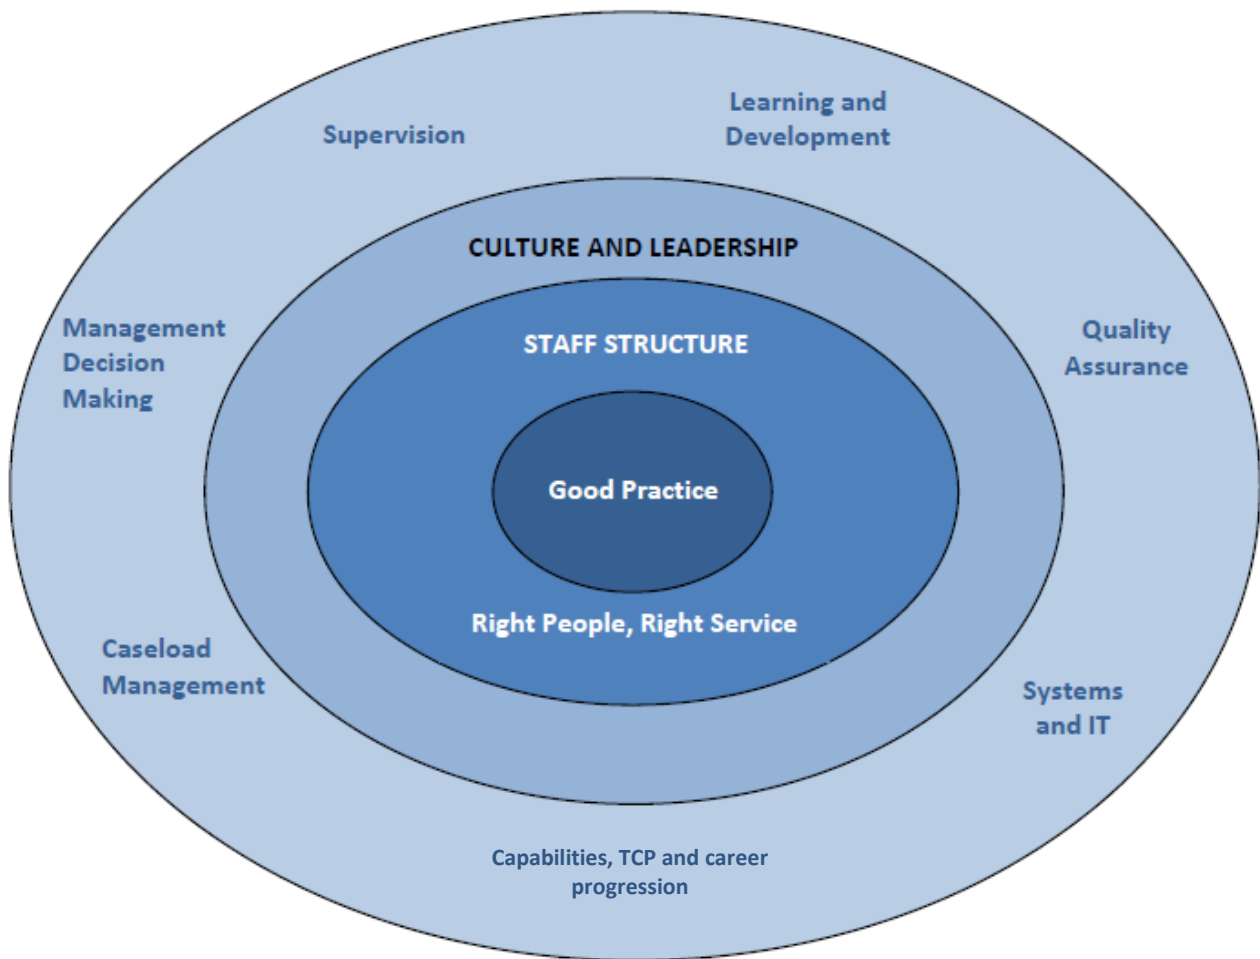 Learning and
Development
Supervision
CULTURE AND LEADERSHIP
Management
Decision
Making
STAFF STRUCTURE
Quality
Assurance
Good Practice
Right People, Right Service
Caseload
Management
Systems
and IT
Capabilities, TCP and career
progression